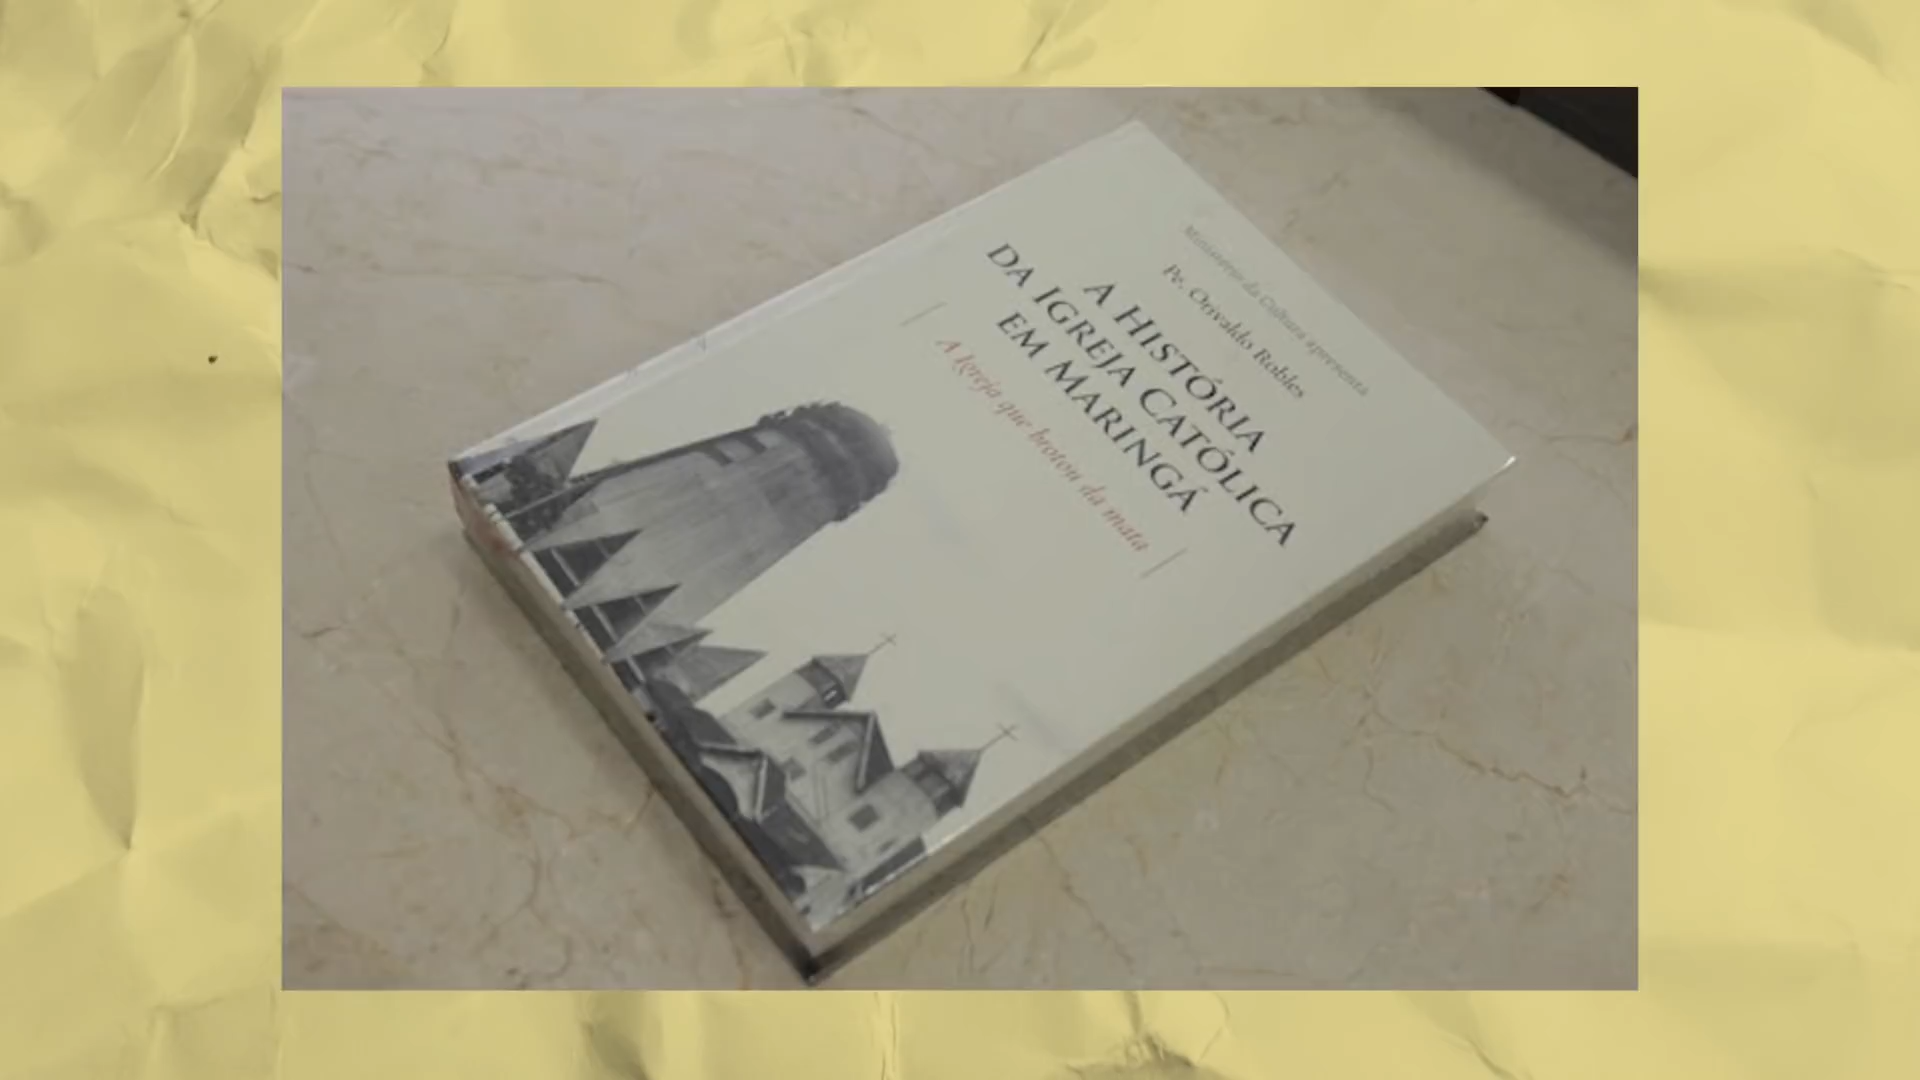 Ministério da Cultura apresenta
Pe. Orivaldo Robles
A HISTÓRIA
DA IGREJA CATÓLICA
EM MARINGÁ
A Igreja que brotou da mata